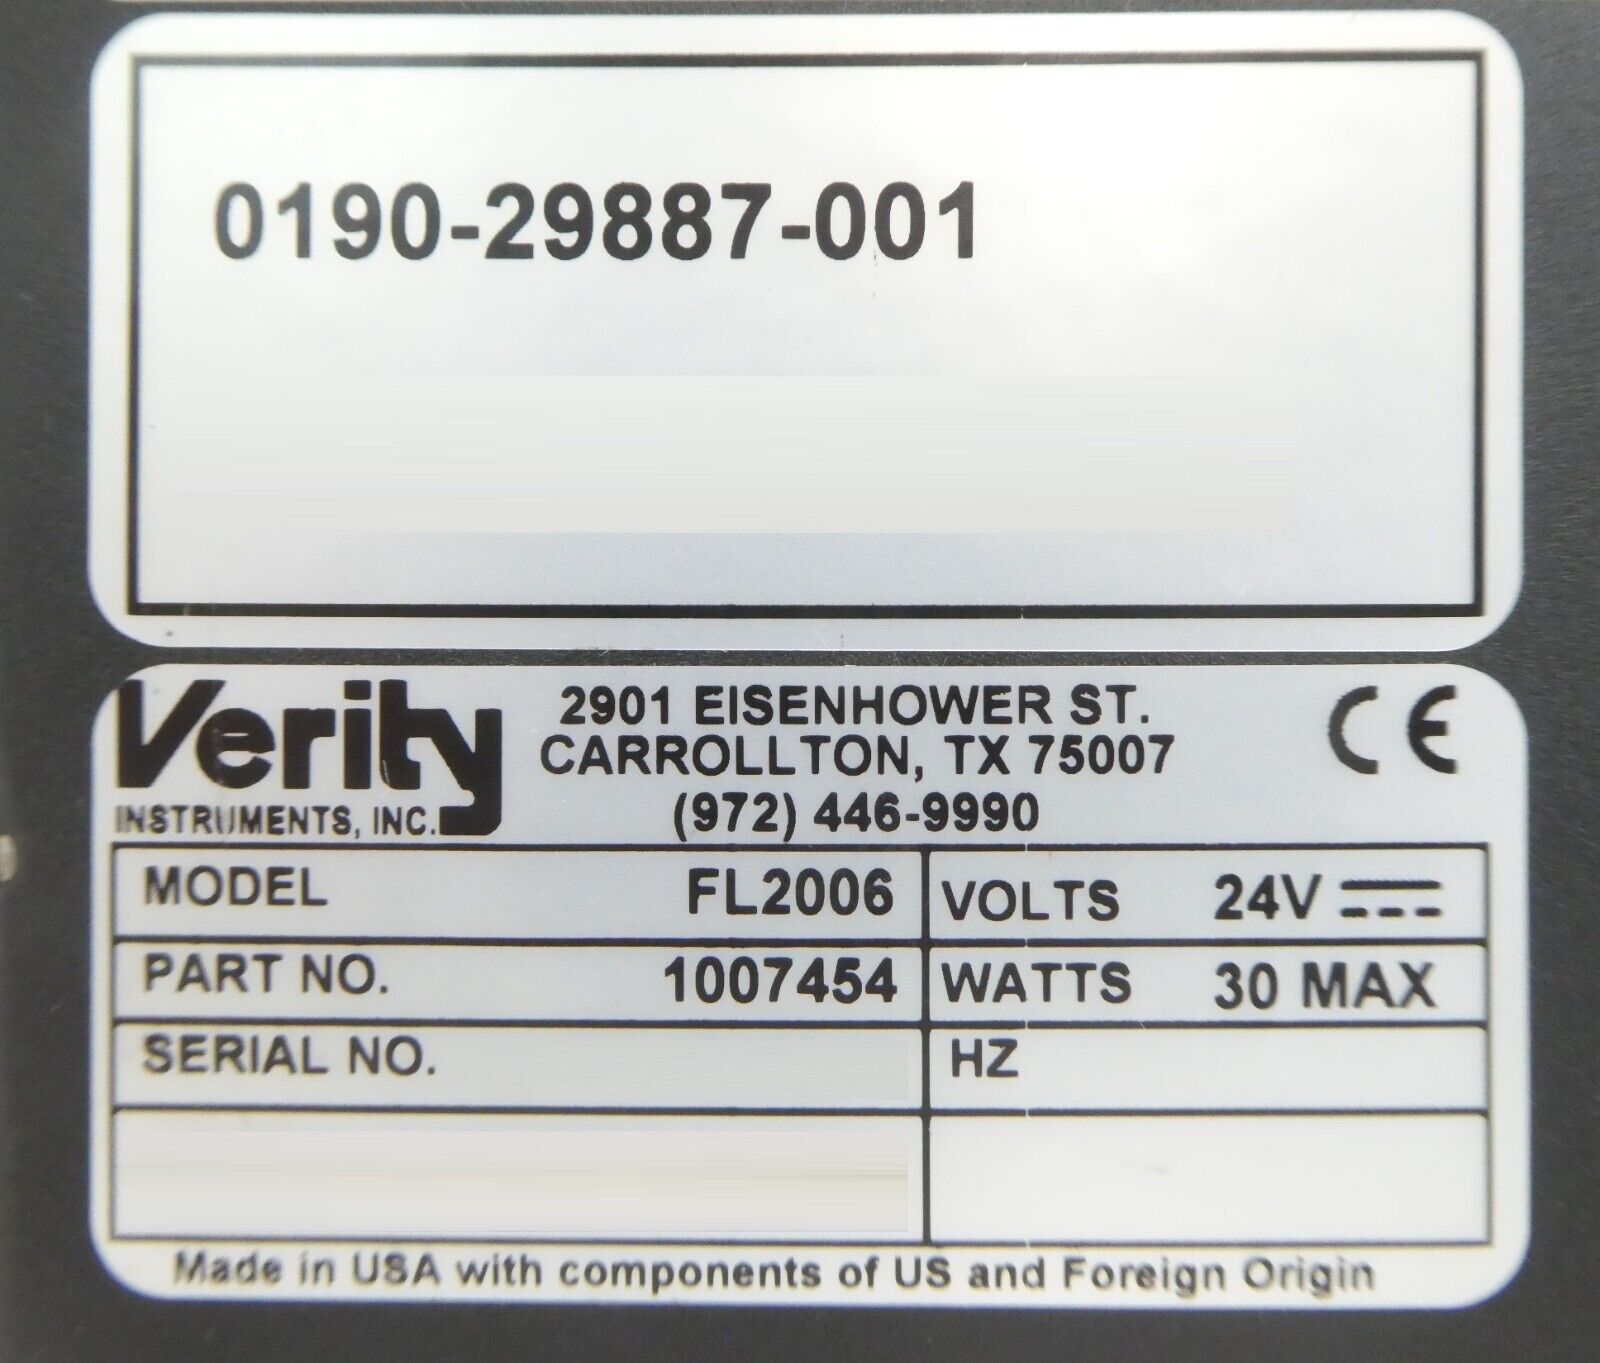 0190-29887-001
Verity
INSTRUMENTS, INC.
2901 EISENHOWER ST.
CARROLLTON, TX 75007
(972) 446-9990
CE
MODEL FL2006
VOLTS 24V
PART NO. 1007454
WATTS 30 MAX
SERIAL NO.
HZ
Made in USA with components of US and Foreign Origin